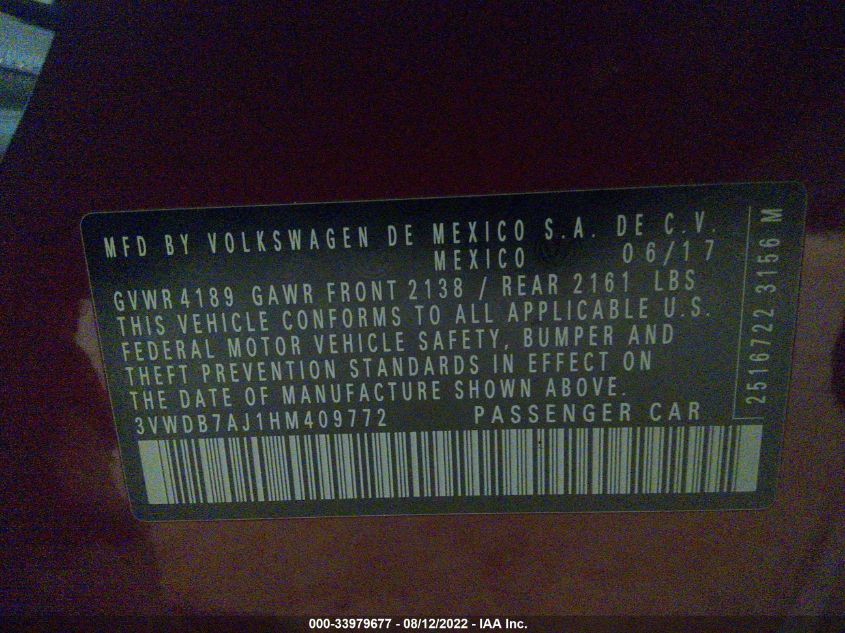 MFD BY VOLKSWAGEN DE MEXICO S.A. DE C.V.
MEXICO 06/17
GVWR 4189 GAWR FRONT 2138 / REAR 2161 LBS
THIS VEHICLE CONFORMS TO ALL APPLICABLE U.S.
FEDERAL MOTOR VEHICLE SAFETY, BUMPER AND
THEFT PREVENTION STANDARDS IN EFFECT ON
THE DATE OF MANUFACTURE SHOWN ABOVE.
3VWDB7AJ1HM409772 PASSENGER CAR
2516722 3156 M
000-33979677 - 08/12/2022 - IAA Inc.